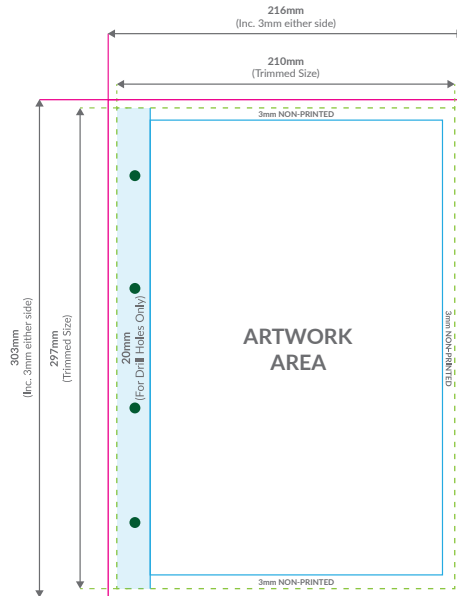 216mm
(Inc. 3mm either side)
210mm
(Trimmed Size)
3mm NON-PRINTED
303mm
(Inc. 3mm either side)
297mm
(Trimmed Size)
20mm
(For Drill Holes Only)
ARTWORK
AREA
3mm NON-PRINTED
3mm NON-PRINTED